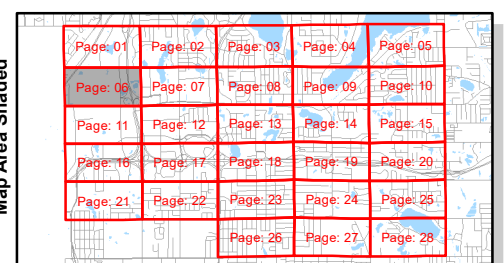 Map Area Shaded
Page: 01 Page: 02 Page: 03 Page: 04 Page: 05
Page: 06 Page: 07 Page: 08 Page: 09 Page: 10
Page: 11 Page: 12 Page: 13 Page: 14 Page: 15
Page: 16 Page: 17 Page: 18 Page: 19 Page: 20
Page: 21 Page: 22 Page: 23 Page: 24 Page: 25
Page: 26 Page: 27 Page: 28